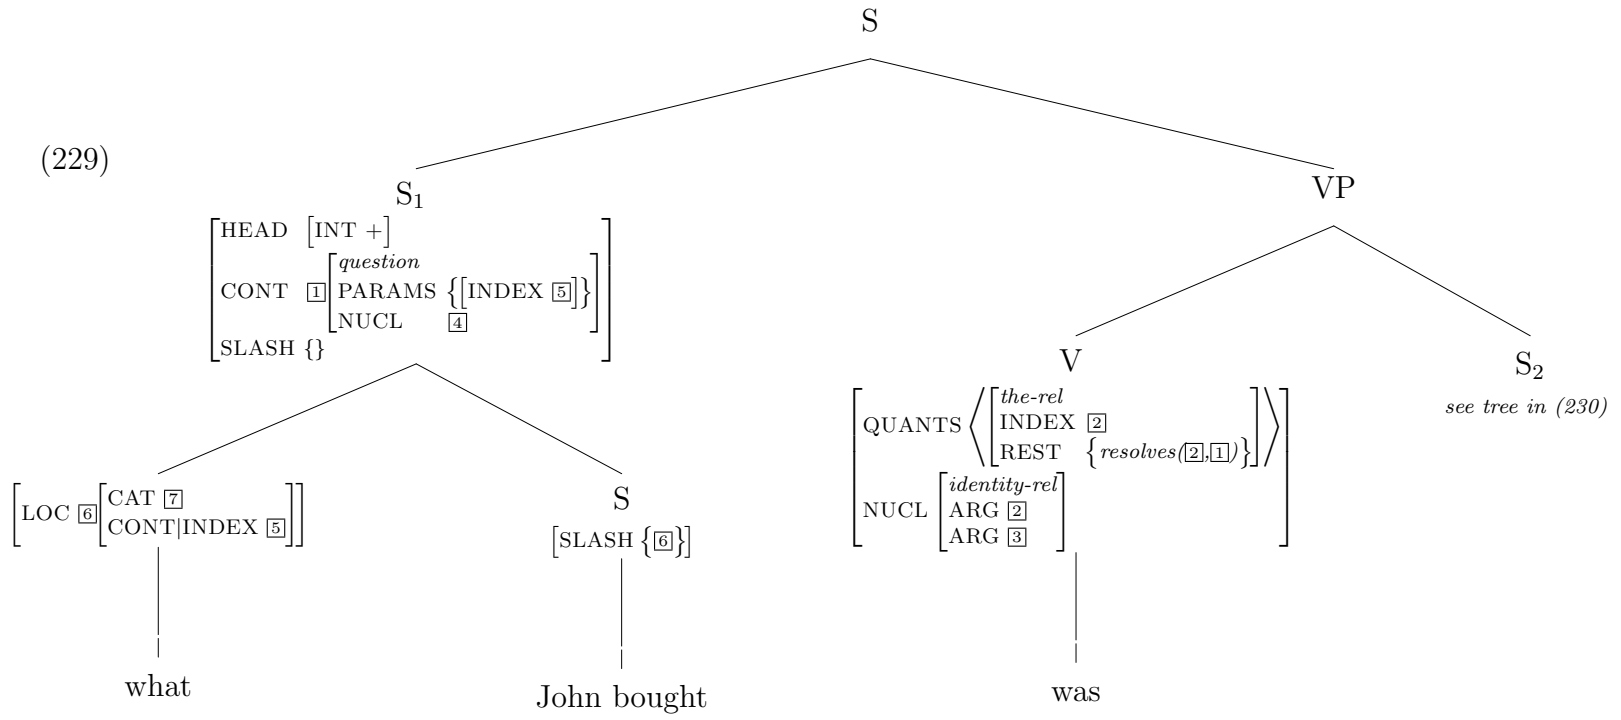 S
(229)
S₁
HEAD [INT +]
CONT 1 question
PARAMS {[INDEX 5]}
NUCL 4
SLASH {}
VP
V
QUANTS ⟨ the-rel
INDEX 2
REST {resolves(2,1)} ⟩
NUCL identity-rel
ARG 2
ARG 3
S₂
see tree in (230)
LOC 6 CAT 7
CONT|INDEX 5
S
[SLASH {6}]
what
John bought
was